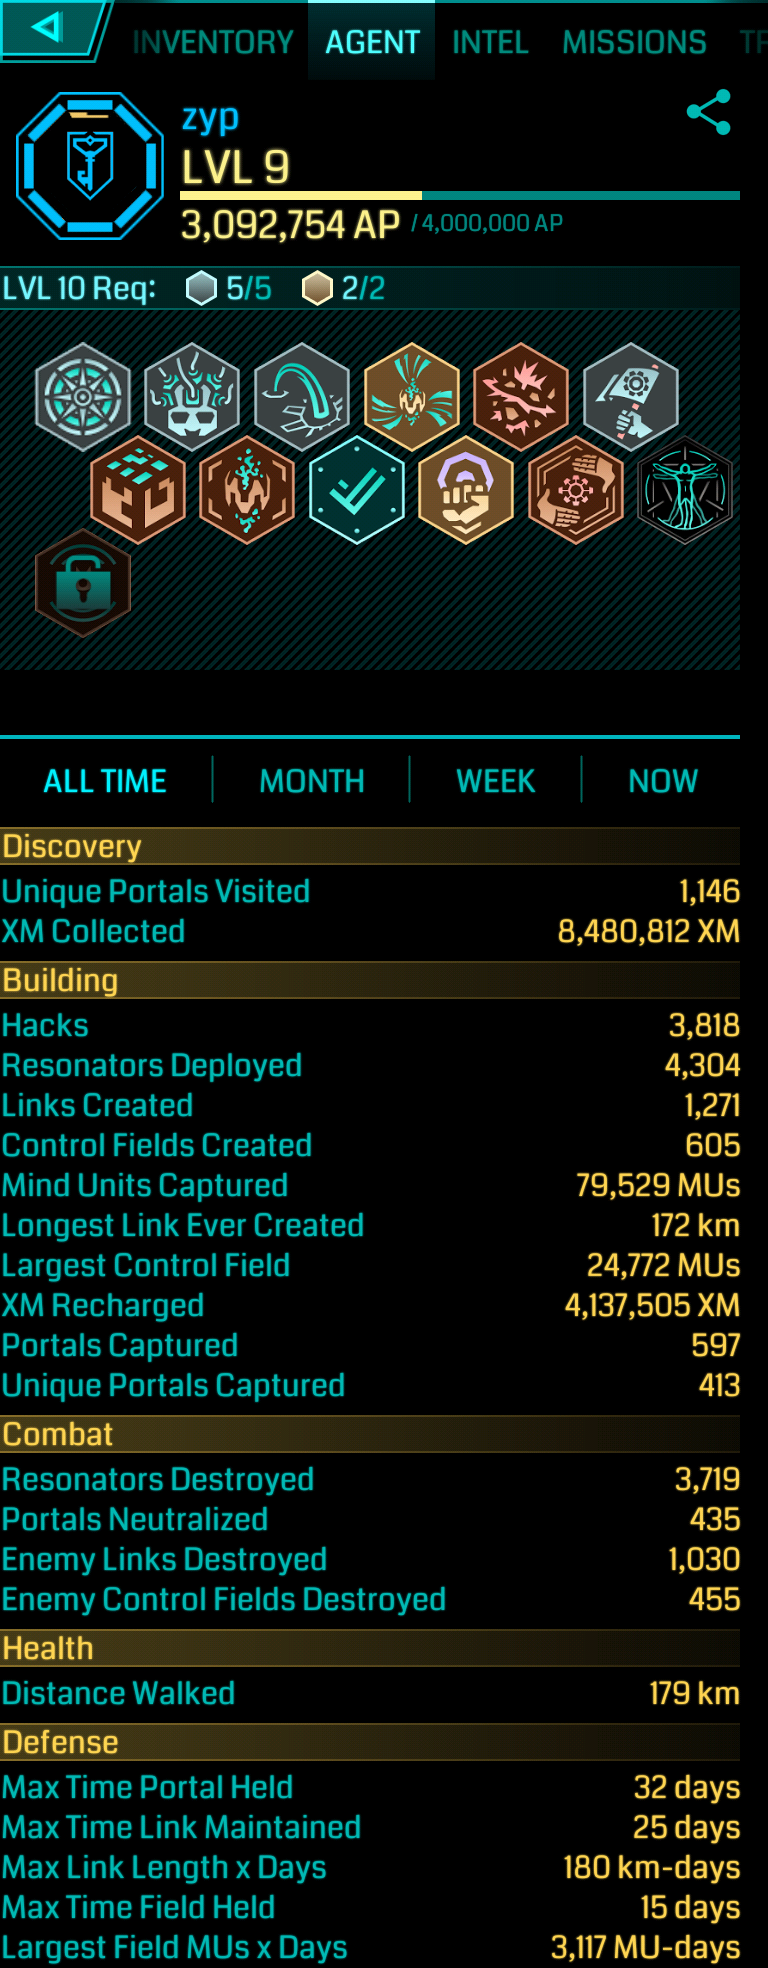 INVENTORY AGENT INTEL MISSIONS
zyp
LVL 9
3,092,754 AP / 4,000,000 AP
LVL 10 Req: 5/5 2/2
ALL TIME MONTH WEEK NOW
Discovery
Unique Portals Visited 1,146
XM Collected 8,480,812 XM
Building
Hacks 3,818
Resonators Deployed 4,304
Links Created 1,271
Control Fields Created 605
Mind Units Captured 79,529 MUs
Longest Link Ever Created 172 km
Largest Control Field 24,772 MUs
XM Recharged 4,137,505 XM
Portals Captured 597
Unique Portals Captured 413
Combat
Resonators Destroyed 3,719
Portals Neutralized 435
Enemy Links Destroyed 1,030
Enemy Control Fields Destroyed 455
Health
Distance Walked 179 km
Defense
Max Time Portal Held 32 days
Max Time Link Maintained 25 days
Max Link Length x Days 180 km-days
Max Time Field Held 15 days
Largest Field MUs x Days 3,117 MU-days